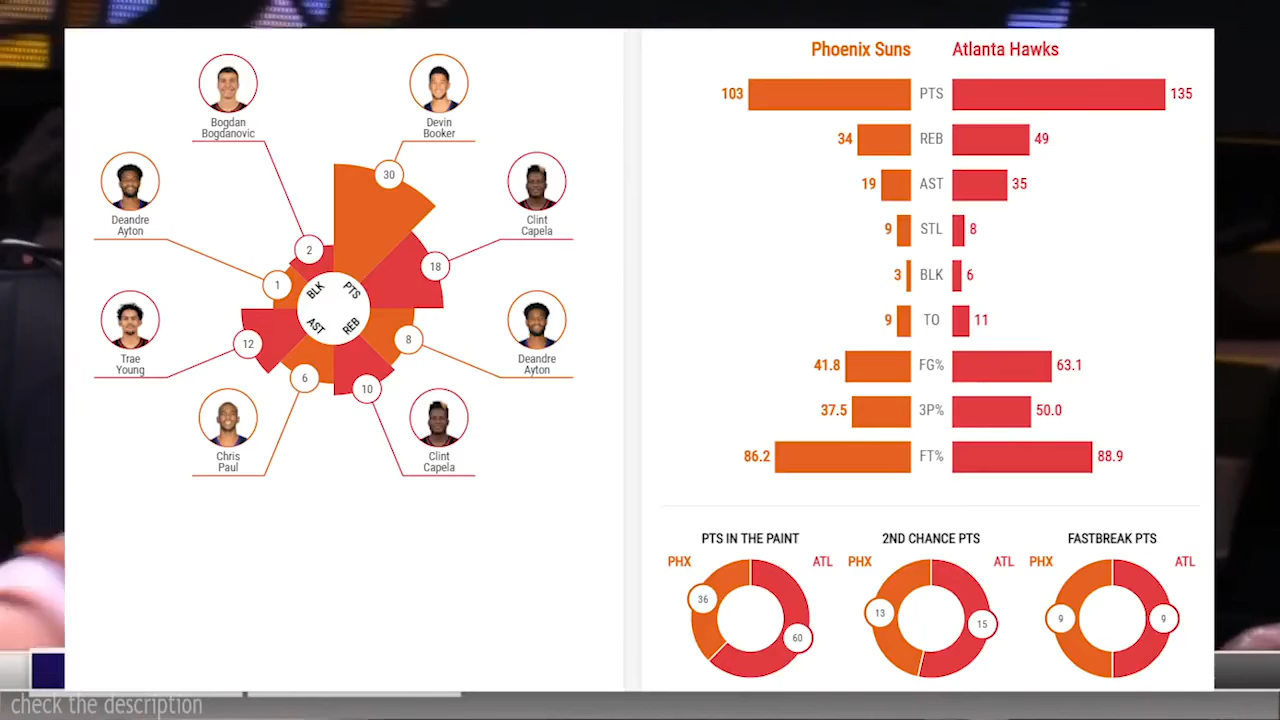 Bogdan
Bogdanovic
Devin
Booker
Deandre
Ayton
Clint
Capela
Trae
Young
Deandre
Ayton
Chris
Paul
Clint
Capela
30
18
8
10
6
12
1
2
BLK
PTS
AST
REB
Phoenix Suns
Atlanta Hawks
103 PTS 135
34 REB 49
19 AST 35
9 STL 8
3 BLK 6
9 TO 11
41.8 FG% 63.1
37.5 3P% 50.0
86.2 FT% 88.9
PTS IN THE PAINT
PHX ATL
36
60
2ND CHANCE PTS
PHX ATL
13
15
FASTBREAK PTS
PHX ATL
9
9
check the description